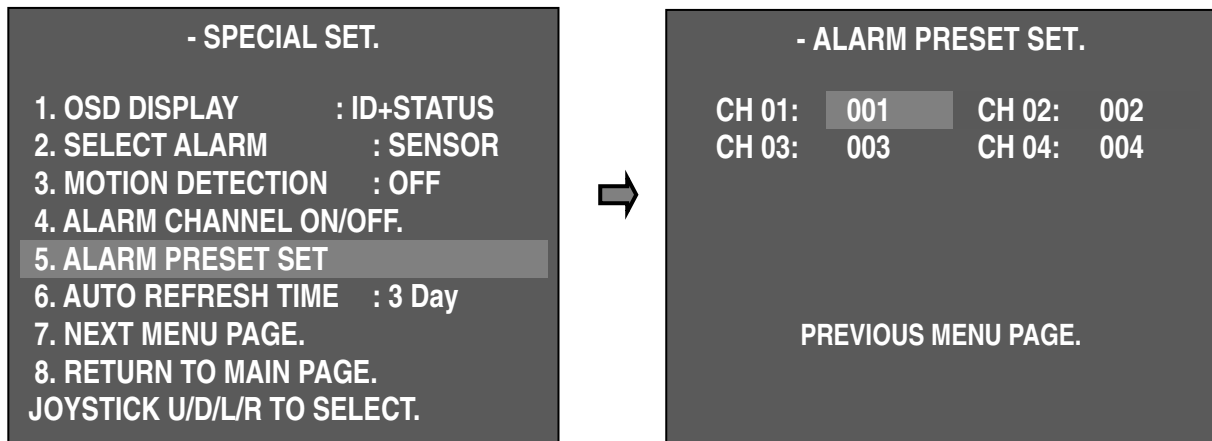 - SPECIAL SET.
1. OSD DISPLAY : ID+STATUS
2. SELECT ALARM : SENSOR
3. MOTION DETECTION : OFF
4. ALARM CHANNEL ON/OFF.
5. ALARM PRESET SET
6. AUTO REFRESH TIME : 3 Day
7. NEXT MENU PAGE.
8. RETURN TO MAIN PAGE.
JOYSTICK U/D/L/R TO SELECT.
- ALARM PRESET SET.
CH 01: 001 CH 02: 002
CH 03: 003 CH 04: 004
PREVIOUS MENU PAGE.